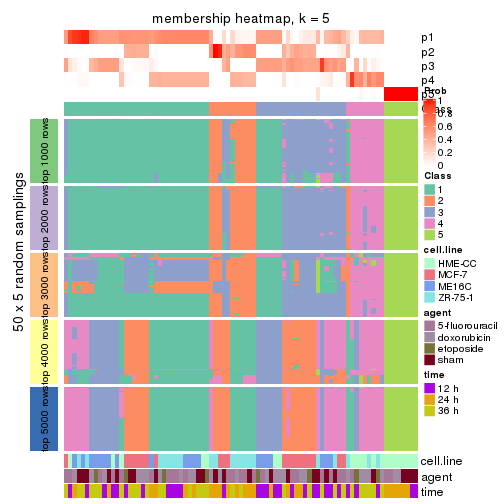 membership heatmap, k = 5
p1
p2
p3
p4
p5
Prob
1
0.8
0.6
0.4
0.2
0
Class
Class
1
2
3
4
5
cell.line
HME-CC
MCF-7
ME16C
ZR-75-1
agent
5-fluorouracil
doxorubicin
etoposide
sham
time
12 h
24 h
36 h
50 x 5 random samplings
top 1000 rows
top 2000 rows
top 3000 rows
top 4000 rows
top 5000 rows
cell.line
agent
time